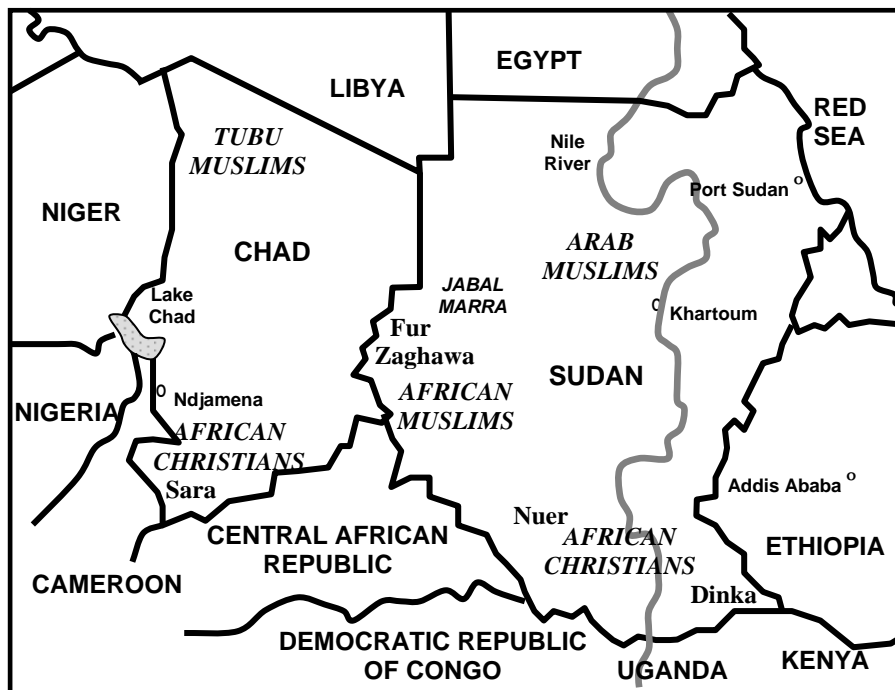 EGYPT
LIBYA
RED
SEA
TUBU
MUSLIMS
Nile
River
Port Sudan
NIGER
CHAD
ARAB
MUSLIMS
JABAL
MARRA
Lake
Chad
Khartoum
Fur
Zaghawa
SUDAN
AFRICAN
MUSLIMS
NIGERIA
Ndjamena
AFRICAN
CHRISTIANS
Sara
Addis Ababa
Nuer
AFRICAN
CHRISTIANS
CENTRAL AFRICAN
REPUBLIC
ETHIOPIA
CAMEROON
Dinka
DEMOCRATIC REPUBLIC
OF CONGO
UGANDA
KENYA